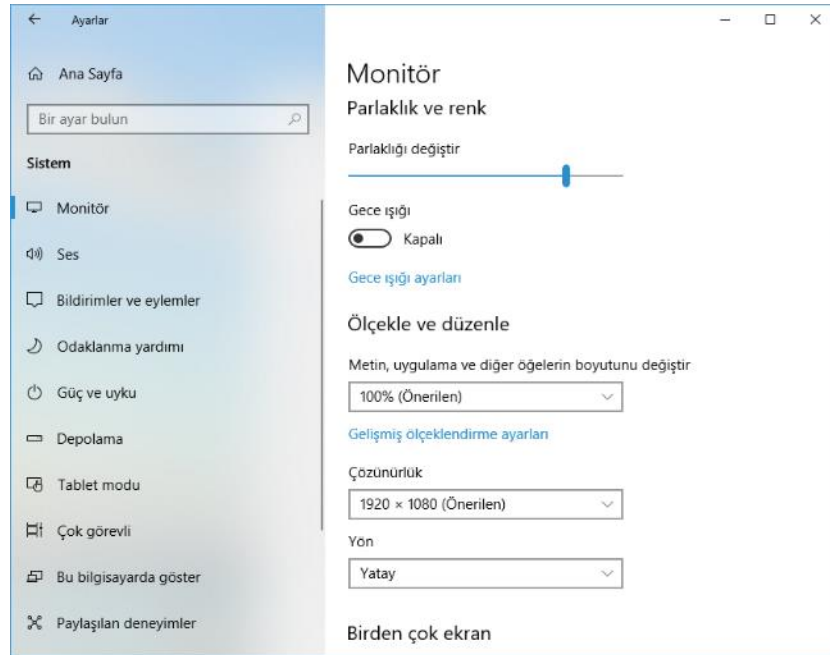 Ayarlar
Ana Sayfa
Bir ayar bulun
Sistem
Monitör
Ses
Bildirimler ve eylemler
Odaklanma yardımı
Güç ve uyku
Depolama
Tablet modu
Çok görevli
Bu bilgisayarda göster
Paylaşılan deneyimler
Monitör
Parlaklık ve renk
Parlaklığı değiştir
Gece ışığı
Kapalı
Gece ışığı ayarları
Ölçekle ve düzenle
Metin, uygulama ve diğer öğelerin boyutunu değiştir
100% (Önerilen)
Gelişmiş ölçeklendirme ayarları
Çözünürlük
1920 × 1080 (Önerilen)
Yön
Yatay
Birden çok ekran